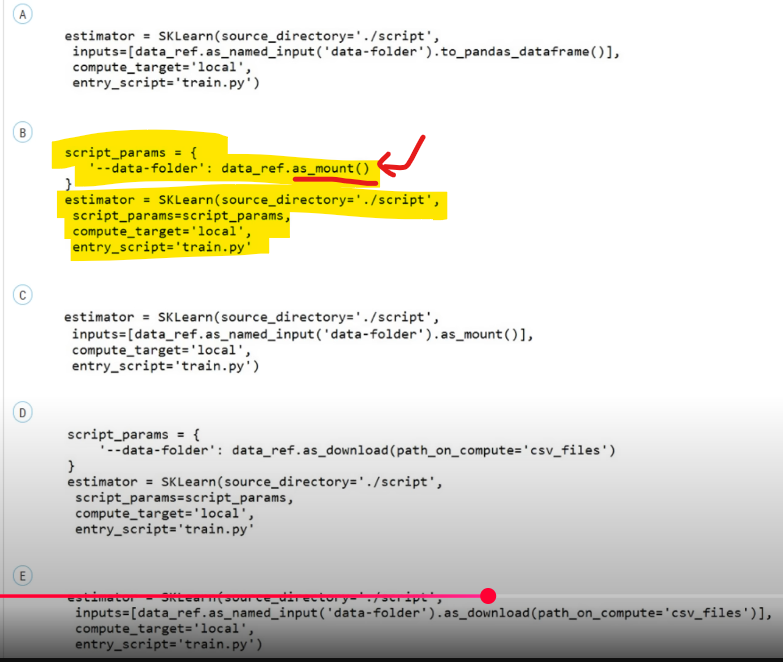 A
estimator = SKLearn(source_directory='./script',
inputs=[data_ref.as_named_input('data-folder').to_pandas_dataframe()],
compute_target='local',
entry_script='train.py')
B
script_params = {
'--data-folder': data_ref.as_mount()
}
estimator = SKLearn(source_directory='./script',
script_params=script_params,
compute_target='local',
entry_script='train.py'
C
estimator = SKLearn(source_directory='./script',
inputs=[data_ref.as_named_input('data-folder').as_mount()],
compute_target='local',
entry_script='train.py')
D
script_params = {
'--data-folder': data_ref.as_download(path_on_compute='csv_files')
}
estimator = SKLearn(source_directory='./script',
script_params=script_params,
compute_target='local',
entry_script='train.py'
E
estimator = SKLearn(source_directory='./script',
inputs=[data_ref.as_named_input('data-folder').as_download(path_on_compute='csv_files')],
compute_target='local',
entry_script='train.py')